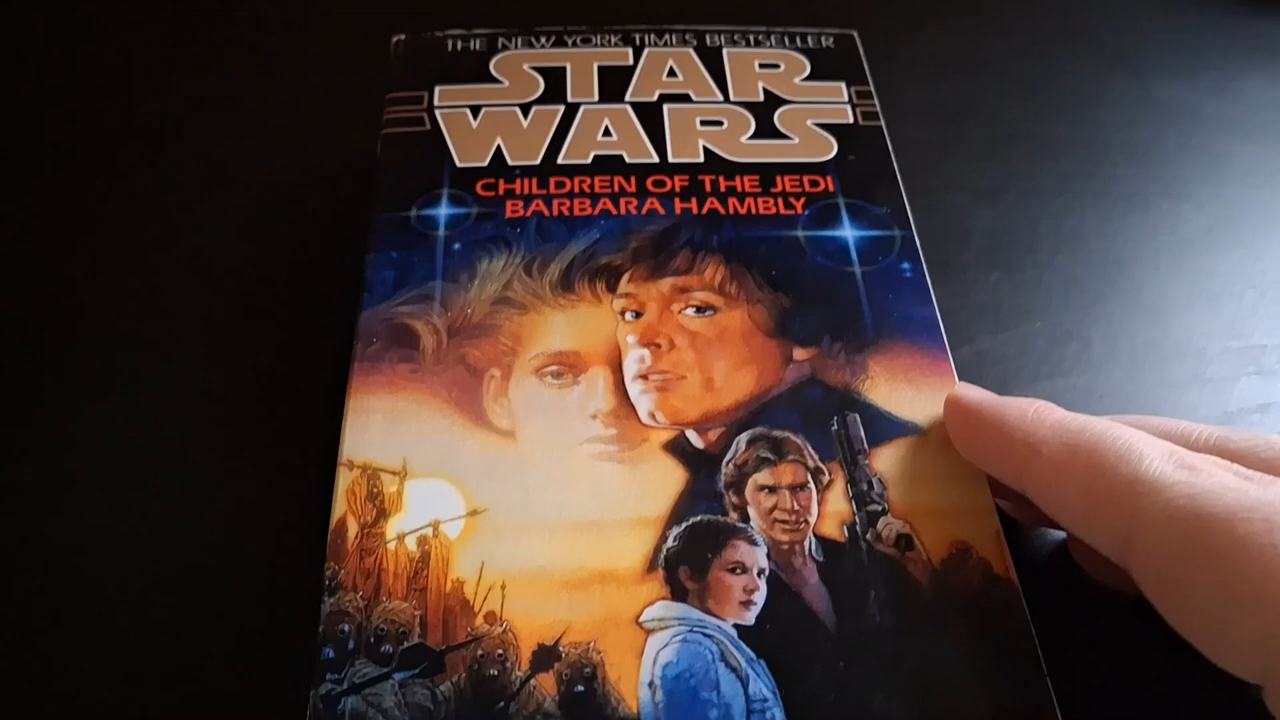 THE NEW YORK TIMES BESTSELLER
STAR
WARS
CHILDREN OF THE JEDI
BARBARA HAMBLY